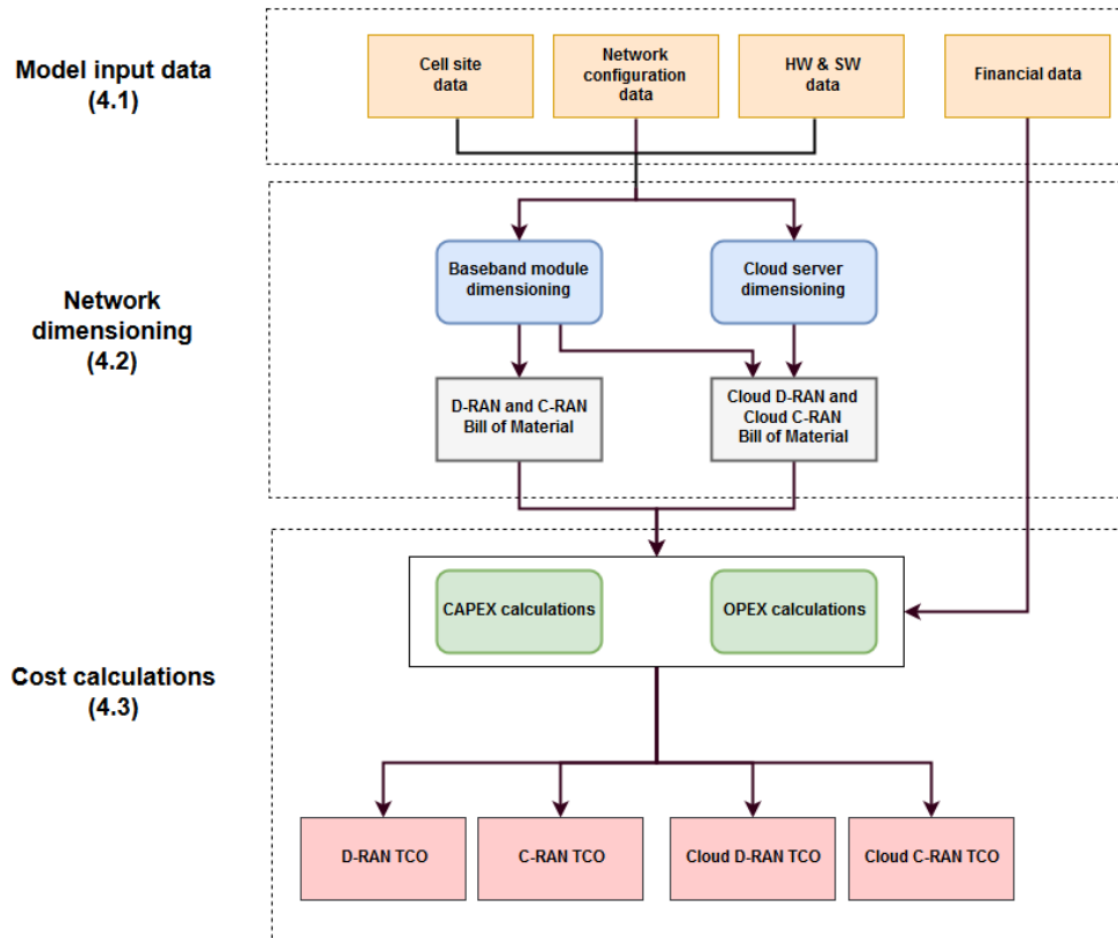 Model input data
(4.1)
Cell site
data
Network
configuration
data
HW & SW
data
Financial data
Network
dimensioning
(4.2)
Baseband module
dimensioning
Cloud server
dimensioning
D-RAN and C-RAN
Bill of Material
Cloud D-RAN and
Cloud C-RAN
Bill of Material
Cost calculations
(4.3)
CAPEX calculations
OPEX calculations
D-RAN TCO
C-RAN TCO
Cloud D-RAN TCO
Cloud C-RAN TCO